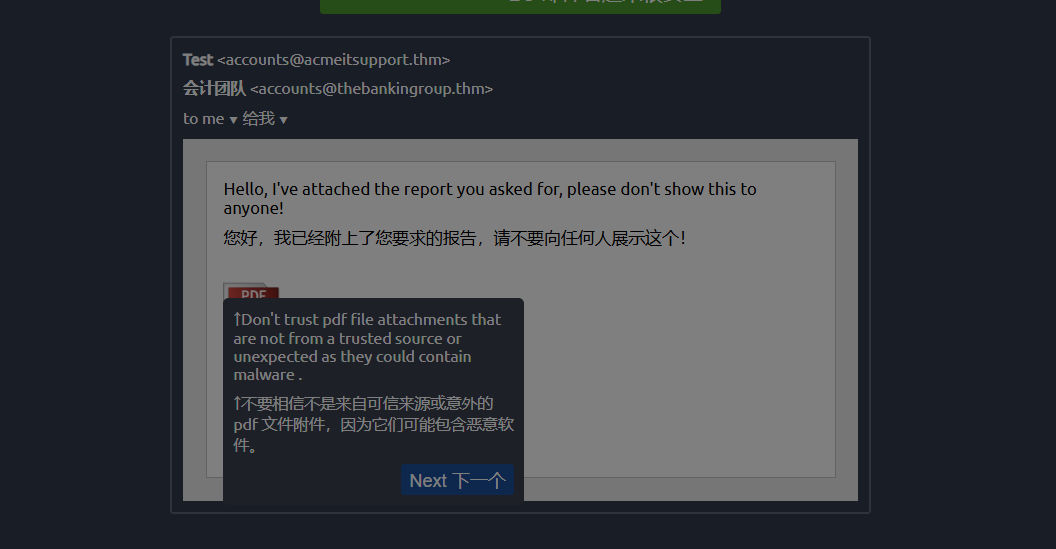 Test <accounts@acmeitsupport.thm>
会计团队 <accounts@thebankingroup.thm>
to me ▼ 给我 ▼
Hello, I've attached the report you asked for, please don't show this to
anyone!
您好，我已经附上了您要求的报告，请不要向任何人展示这个！
PDF
↑Don't trust pdf file attachments that
are not from a trusted source or
unexpected as they could contain
malware .
↑不要相信不是来自可信来源或意外的
pdf 文件附件，因为它们可能包含恶意软
件。
Next 下一个